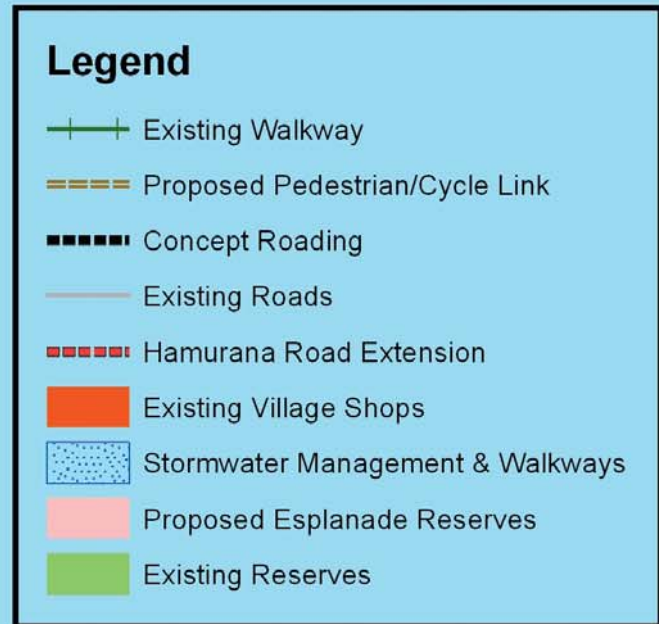 Legend
Existing Walkway
Proposed Pedestrian/Cycle Link
Concept Roading
Existing Roads
Hamurana Road Extension
Existing Village Shops
Stormwater Management & Walkways
Proposed Esplanade Reserves
Existing Reserves